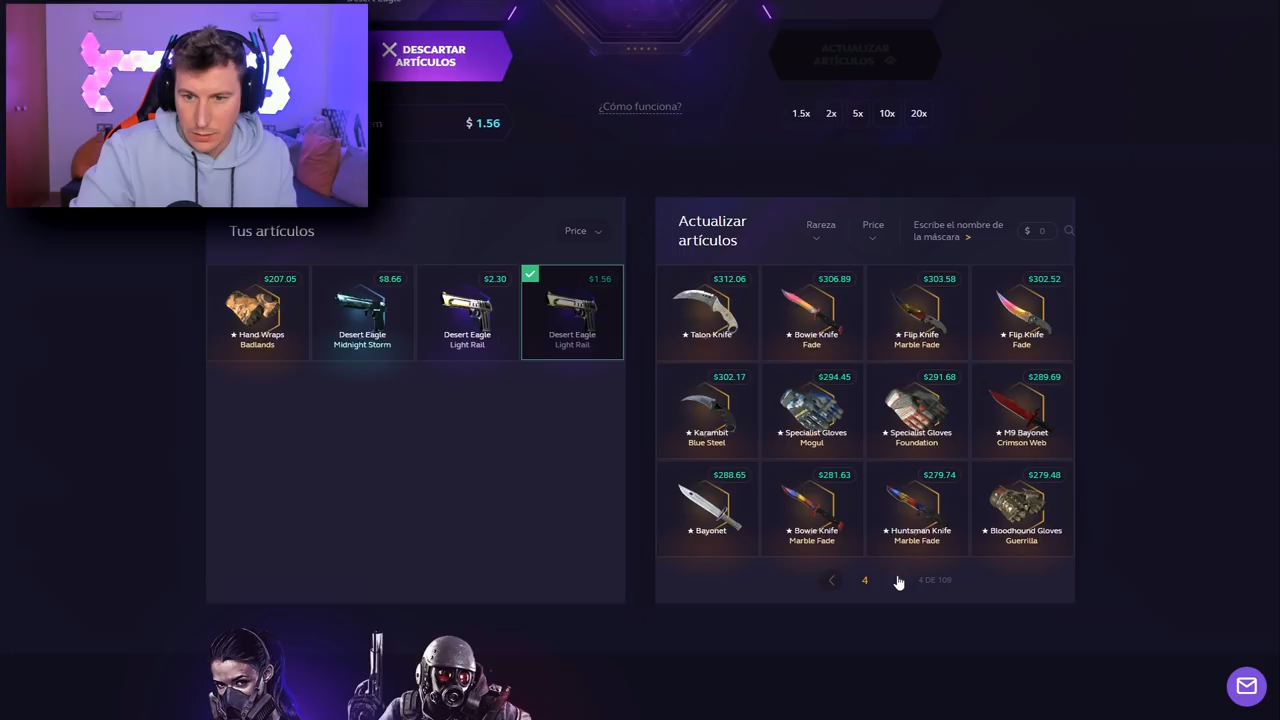 DESCARTAR
ARTÍCULOS
ACTUALIZAR
ARTÍCULOS
$ 1.56
¿Cómo funciona?
1.5x 2x 5x 10x 20x
Tus artículos
Price
$207.05
★ Hand Wraps
Badlands
$8.66
Desert Eagle
Midnight Storm
$2.30
Desert Eagle
Light Rail
$1.56
Desert Eagle
Light Rail
Actualizar
artículos
Rareza
Price
Escribe el nombre de
la máscara >
$ 0
$312.06
★ Talon Knife
$306.89
★ Bowie Knife
Fade
$303.58
★ Flip Knife
Marble Fade
$302.52
★ Flip Knife
Fade
$302.17
★ Karambit
Blue Steel
$294.45
★ Specialist Gloves
Mogul
$291.68
★ Specialist Gloves
Foundation
$289.69
★ M9 Bayonet
Crimson Web
$288.65
★ Bayonet
$281.63
★ Bowie Knife
Marble Fade
$279.74
★ Huntsman Knife
Marble Fade
$279.48
★ Bloodhound Gloves
Guerrilla
4
4 DE 109